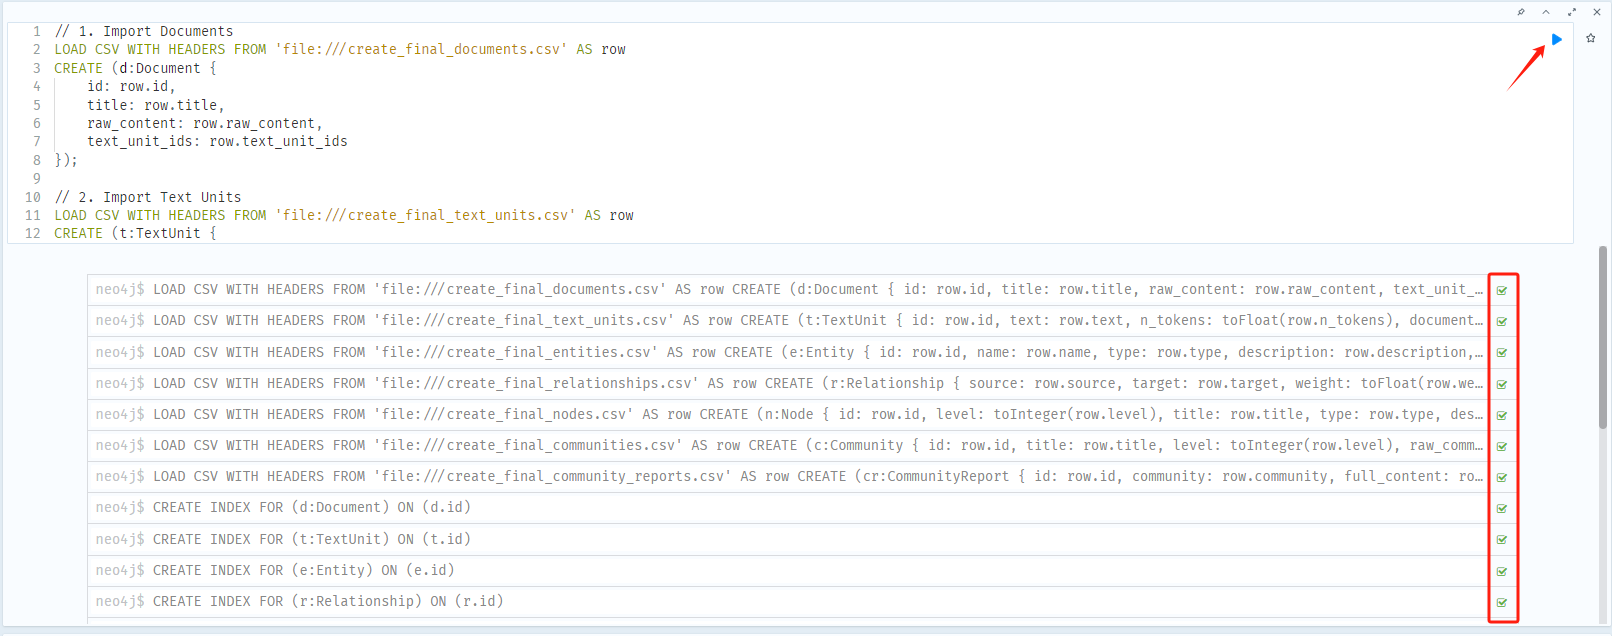 1 // 1. Import Documents
2 LOAD CSV WITH HEADERS FROM 'file:///create_final_documents.csv' AS row
3 CREATE (d:Document {
4 id: row.id,
5 title: row.title,
6 raw_content: row.raw_content,
7 text_unit_ids: row.text_unit_ids
8 });
9
10 // 2. Import Text Units
11 LOAD CSV WITH HEADERS FROM 'file:///create_final_text_units.csv' AS row
12 CREATE (t:TextUnit {
neo4j$ LOAD CSV WITH HEADERS FROM 'file:///create_final_documents.csv' AS row CREATE (d:Document { id: row.id, title: row.title, raw_content: row.raw_content, text_unit_…
neo4j$ LOAD CSV WITH HEADERS FROM 'file:///create_final_text_units.csv' AS row CREATE (t:TextUnit { id: row.id, text: row.text, n_tokens: toFloat(row.n_tokens), document…
neo4j$ LOAD CSV WITH HEADERS FROM 'file:///create_final_entities.csv' AS row CREATE (e:Entity { id: row.id, name: row.name, type: row.type, description: row.description,…
neo4j$ LOAD CSV WITH HEADERS FROM 'file:///create_final_relationships.csv' AS row CREATE (r:Relationship { source: row.source, target: row.target, weight: toFloat(row.we…
neo4j$ LOAD CSV WITH HEADERS FROM 'file:///create_final_nodes.csv' AS row CREATE (n:Node { id: row.id, level: toInteger(row.level), title: row.title, type: row.type, des…
neo4j$ LOAD CSV WITH HEADERS FROM 'file:///create_final_communities.csv' AS row CREATE (c:Community { id: row.id, title: row.title, level: toInteger(row.level), raw_comm…
neo4j$ LOAD CSV WITH HEADERS FROM 'file:///create_final_community_reports.csv' AS row CREATE (cr:CommunityReport { id: row.id, community: row.community, full_content: ro…
neo4j$ CREATE INDEX FOR (d:Document) ON (d.id)
neo4j$ CREATE INDEX FOR (t:TextUnit) ON (t.id)
neo4j$ CREATE INDEX FOR (e:Entity) ON (e.id)
neo4j$ CREATE INDEX FOR (r:Relationship) ON (r.id)